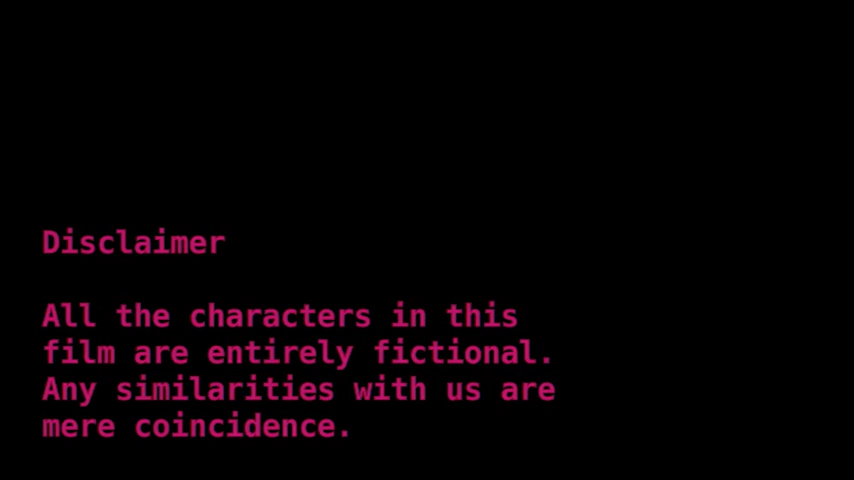 Disclaimer
All the characters in this
film are entirely fictional.
Any similarities with us are
mere coincidence.